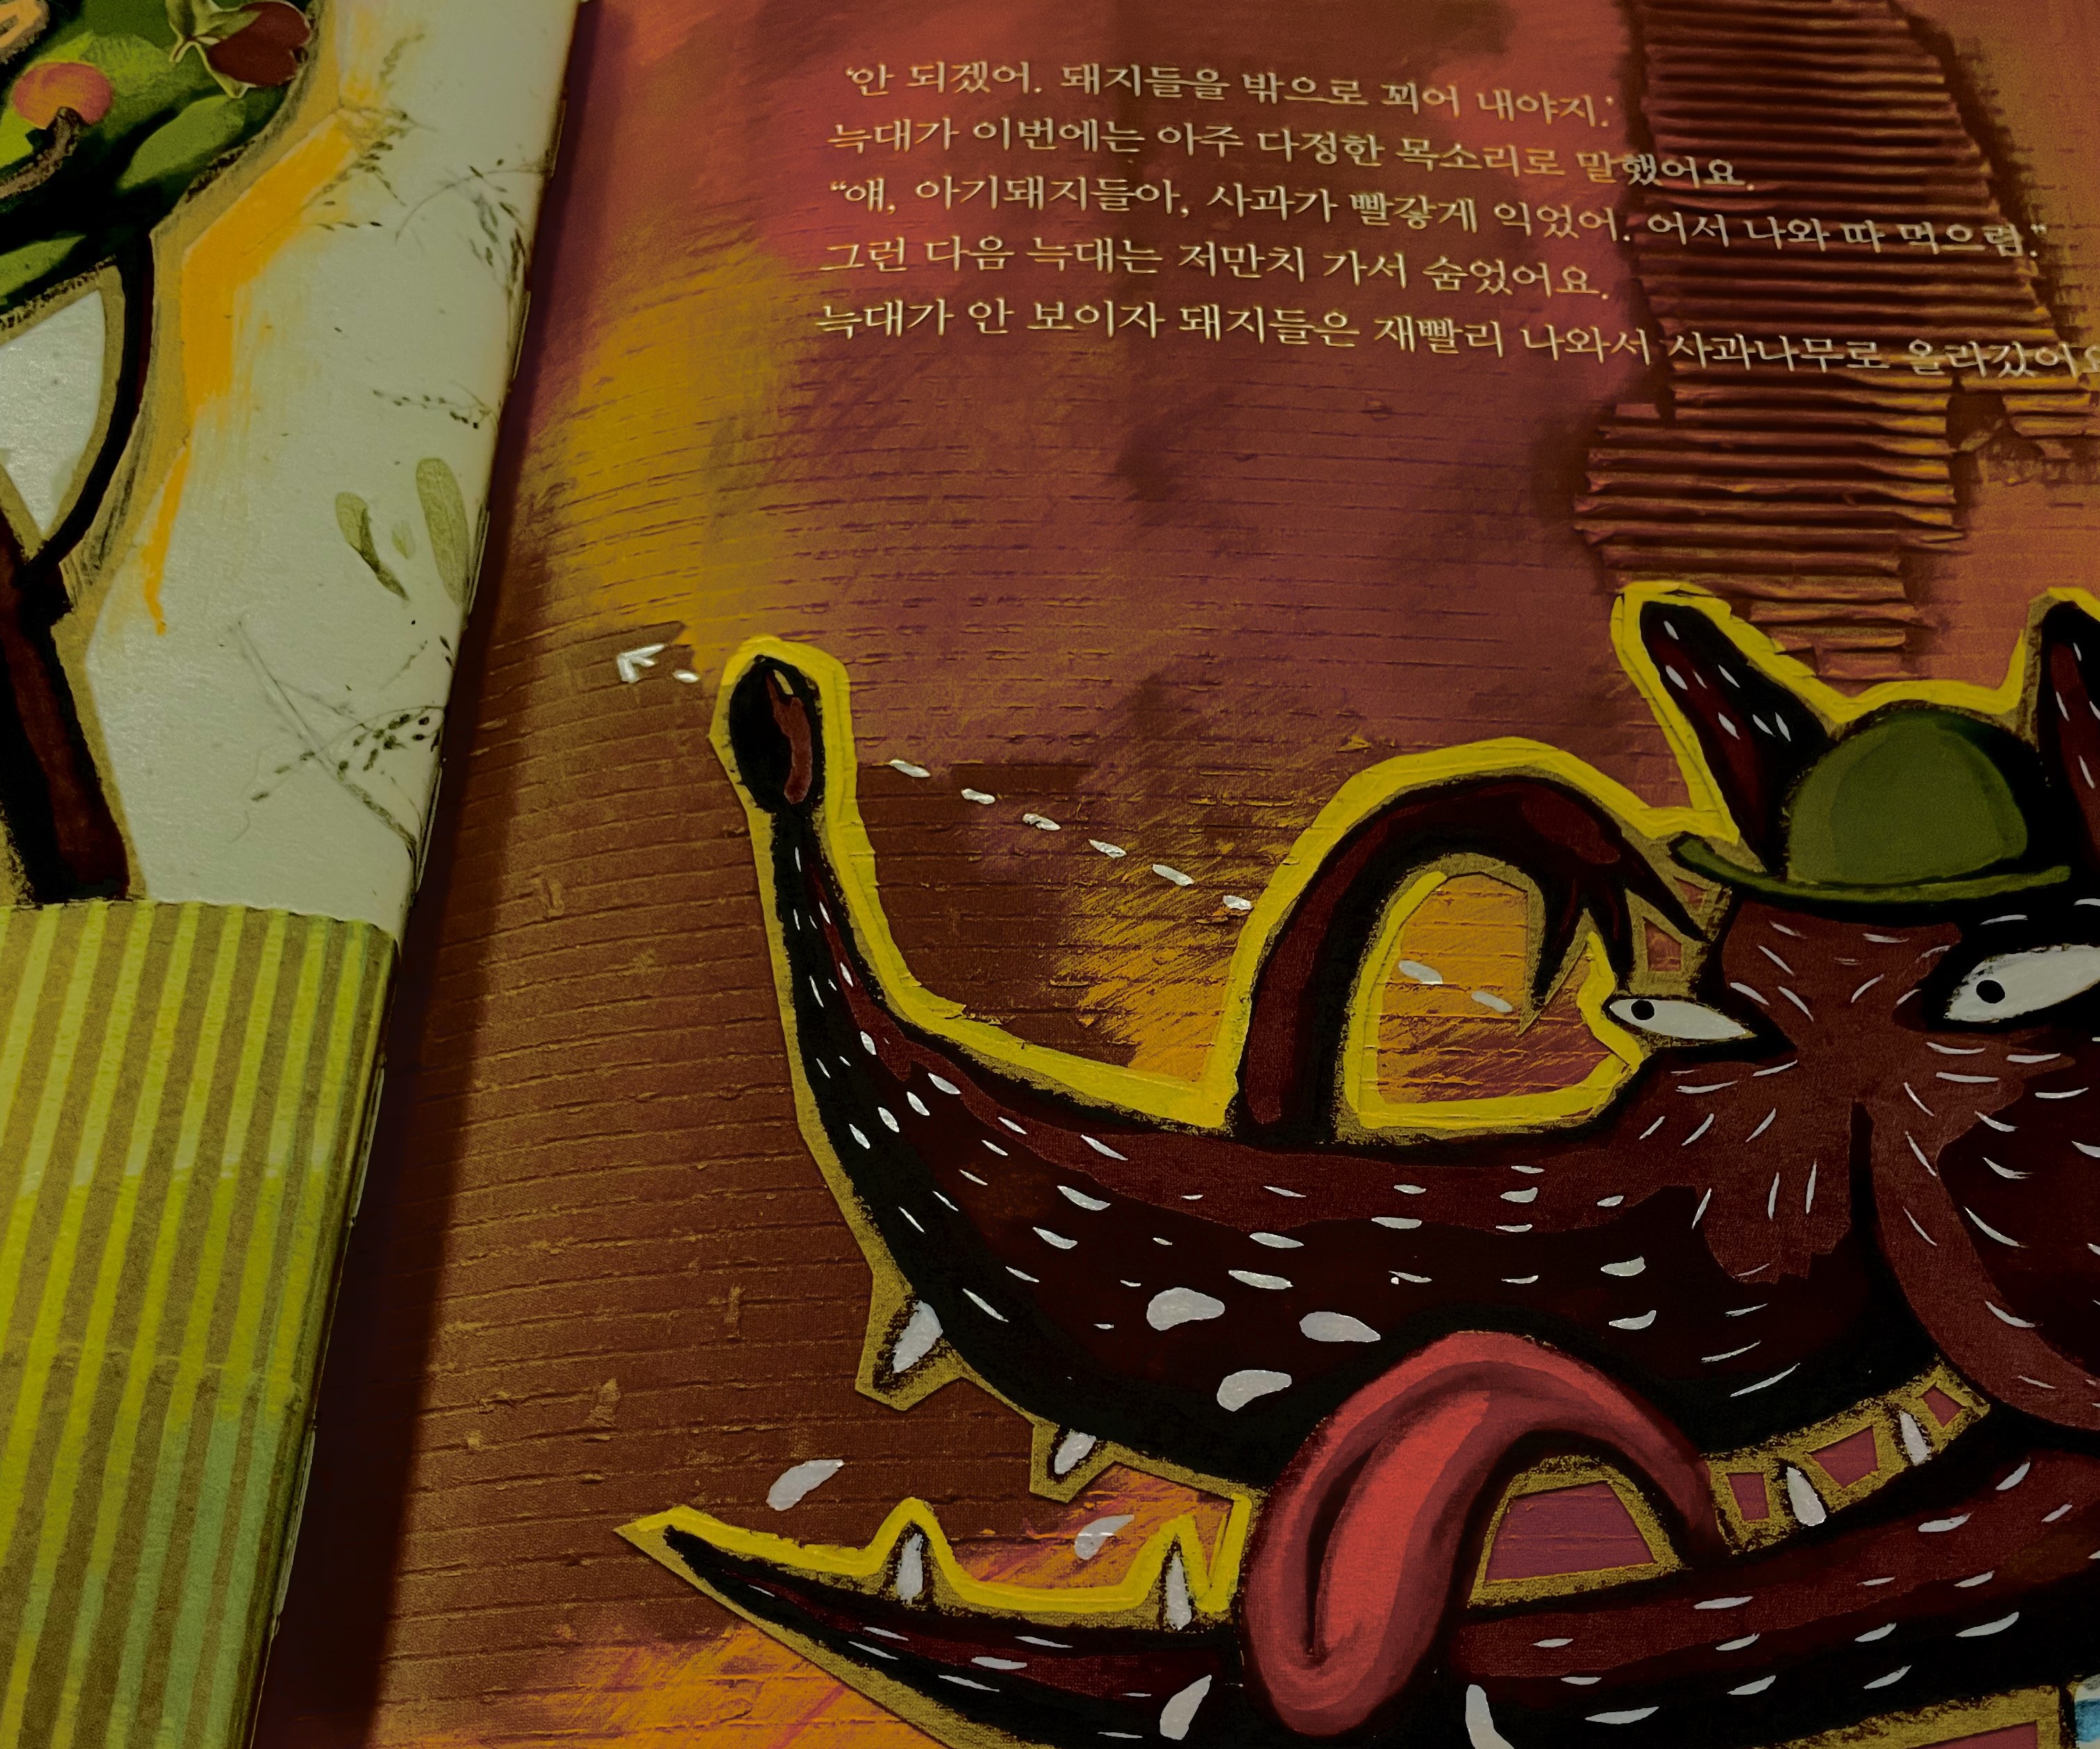 ‘안 되겠어. 돼지들을 밖으로 꾀어 내야지.’
늑대가 이번에는 아주 다정한 목소리로 말했어요.
“얘, 아기돼지들아, 사과가 빨갛게 익었어. 어서 나와 따 먹으렴.”
그런 다음 늑대는 저만치 가서 숨었어요.
늑대가 안 보이자 돼지들은 재빨리 나와서 사과나무로 올라갔어요